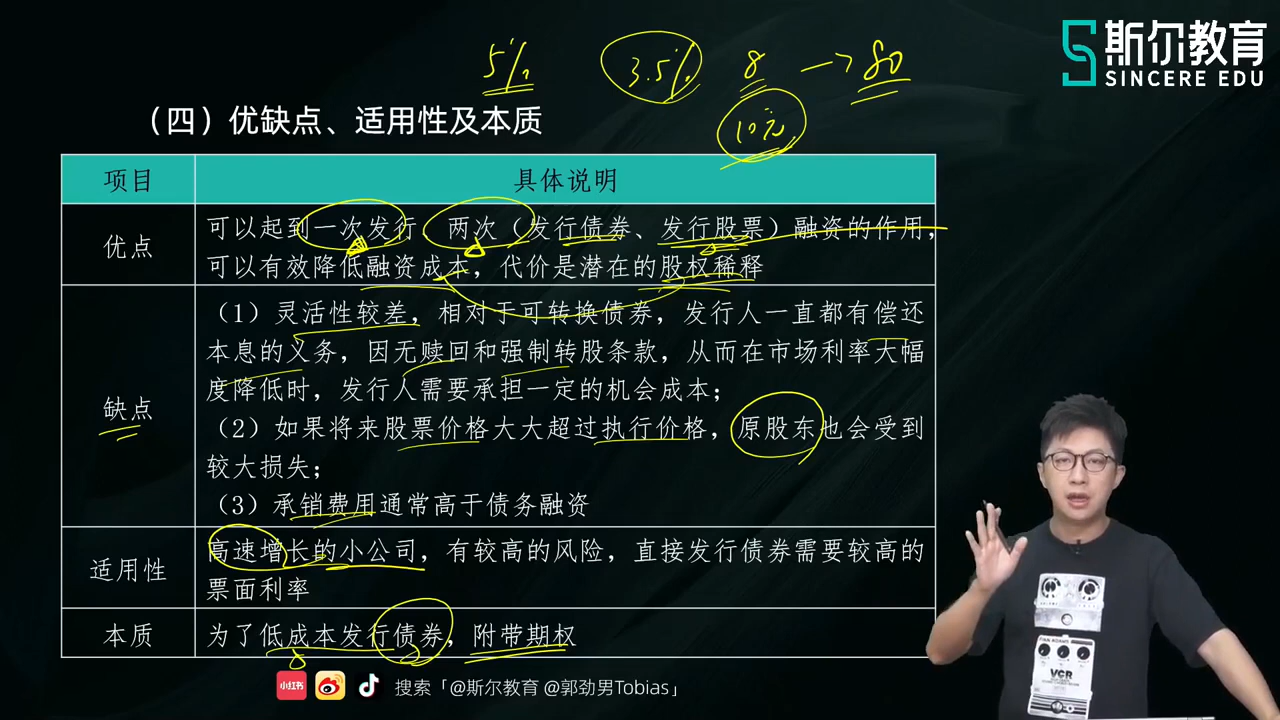 斯尔教育
SINCERE EDU
5% 3.5% 8 → 80
10元
（四）优缺点、适用性及本质
项目 具体说明
优点
可以起到一次发行，两次（发行债券、发行股票）融资的作用，
可以有效降低融资成本，代价是潜在的股权稀释
缺点
（1）灵活性较差，相对于可转换债券，发行人一直都有偿还
本息的义务，因无赎回和强制转股条款，从而在市场利率大幅
度降低时，发行人需要承担一定的机会成本；
（2）如果将来股票价格大大超过执行价格，原股东也会受到
较大损失；
（3）承销费用通常高于债务融资
适用性
高速增长的小公司，有较高的风险，直接发行债券需要较高的
票面利率
本质 为了低成本发行债券，附带期权
小红书 搜索「@斯尔教育 @郭劲男Tobias」
VCR